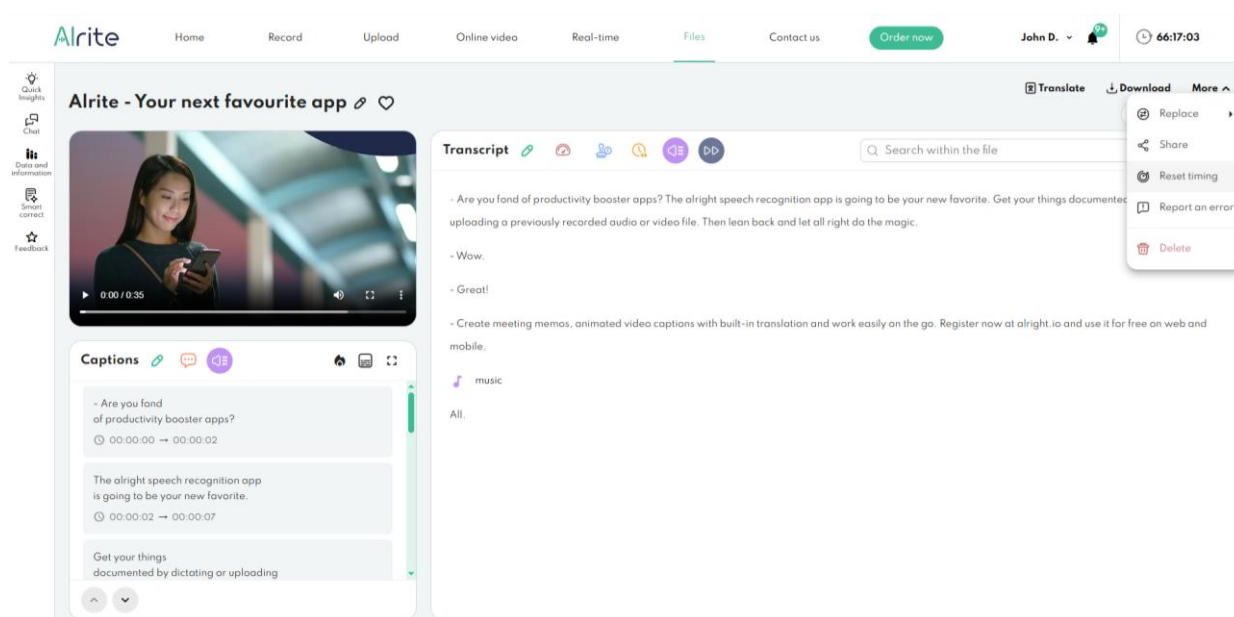 Alrite
Home
Record
Upload
Online video
Real-time
Files
Contact us
Order now
John D.
9+
66:17:03
Quick
Insights
Chat
Data and
information
Smart
correct
Feedback
Alrite - Your next favourite app
Translate
Download
More
Replace
Share
Reset timing
Report an error
Delete
0:00 / 0:35
Transcript
Search within the file
- Are you fond of productivity booster apps? The alright speech recognition app is going to be your new favorite. Get your things documented
uploading a previously recorded audio or video file. Then lean back and let all right do the magic.
- Wow.
- Great!
- Create meeting memos, animated video captions with built-in translation and work easily on the go. Register now at alright.io and use it for free on web and
mobile.
music
All.
Captions
- Are you fond
of productivity booster apps?
00:00:00 → 00:00:02
The alright speech recognition app
is going to be your new favorite.
00:00:02 → 00:00:07
Get your things
documented by dictating or uploading